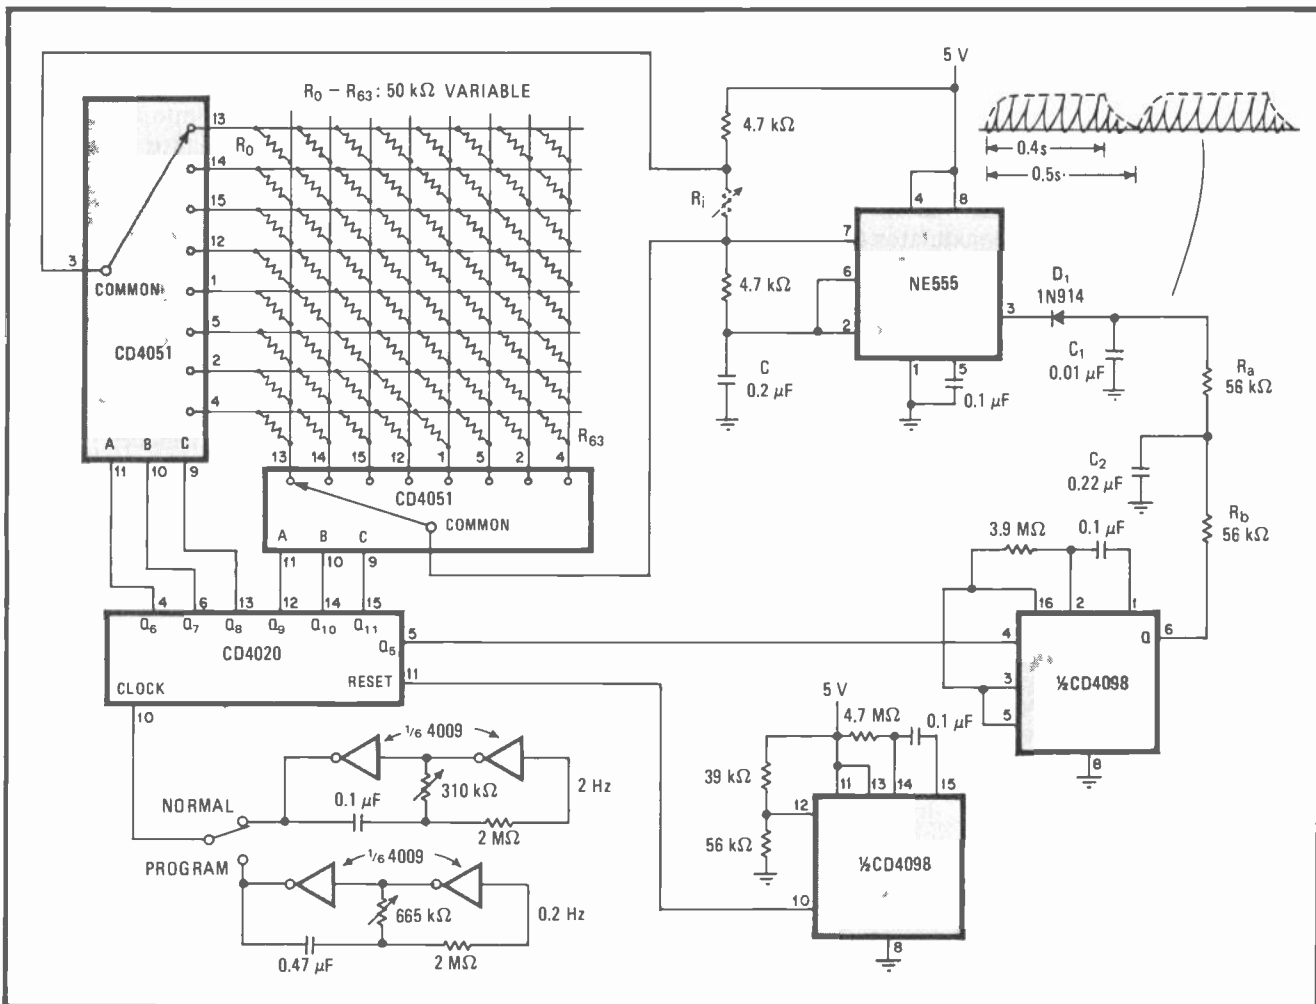 R0 – R63: 50 kΩ VARIABLE
13
14
15
12
1
5
2
4
R0
R63
3
COMMON
CD4051
A B C
11 10 9
13 14 15 12 1 5 2 4
CD4051
COMMON
A B C
11 10 9
4 6 13 12 14 15
Q6 Q7 Q8 Q9 Q10 Q11
Q5
5
CD4020
RESET
11
CLOCK
10
NORMAL
PROGRAM
1/6 4009
310 kΩ
0.1 µF
2 MΩ
2 Hz
1/6 4009
665 kΩ
0.47 µF
2 MΩ
0.2 Hz
5 V
4.7 kΩ
Ri
4.7 kΩ
C
0.2 µF
4 8
7
6
2
NE555
3
1 5
0.1 µF
D1
1N914
C1
0.01 µF
0.4s
0.5s
Ra
56 kΩ
C2
0.22 µF
Rb
56 kΩ
3.9 MΩ
0.1 µF
16 2 1
4
3
5
Q
6
½CD4098
8
5 V
4.7 MΩ
0.1 µF
39 kΩ
56 kΩ
11 13 14 15
12
10
½CD4098
8